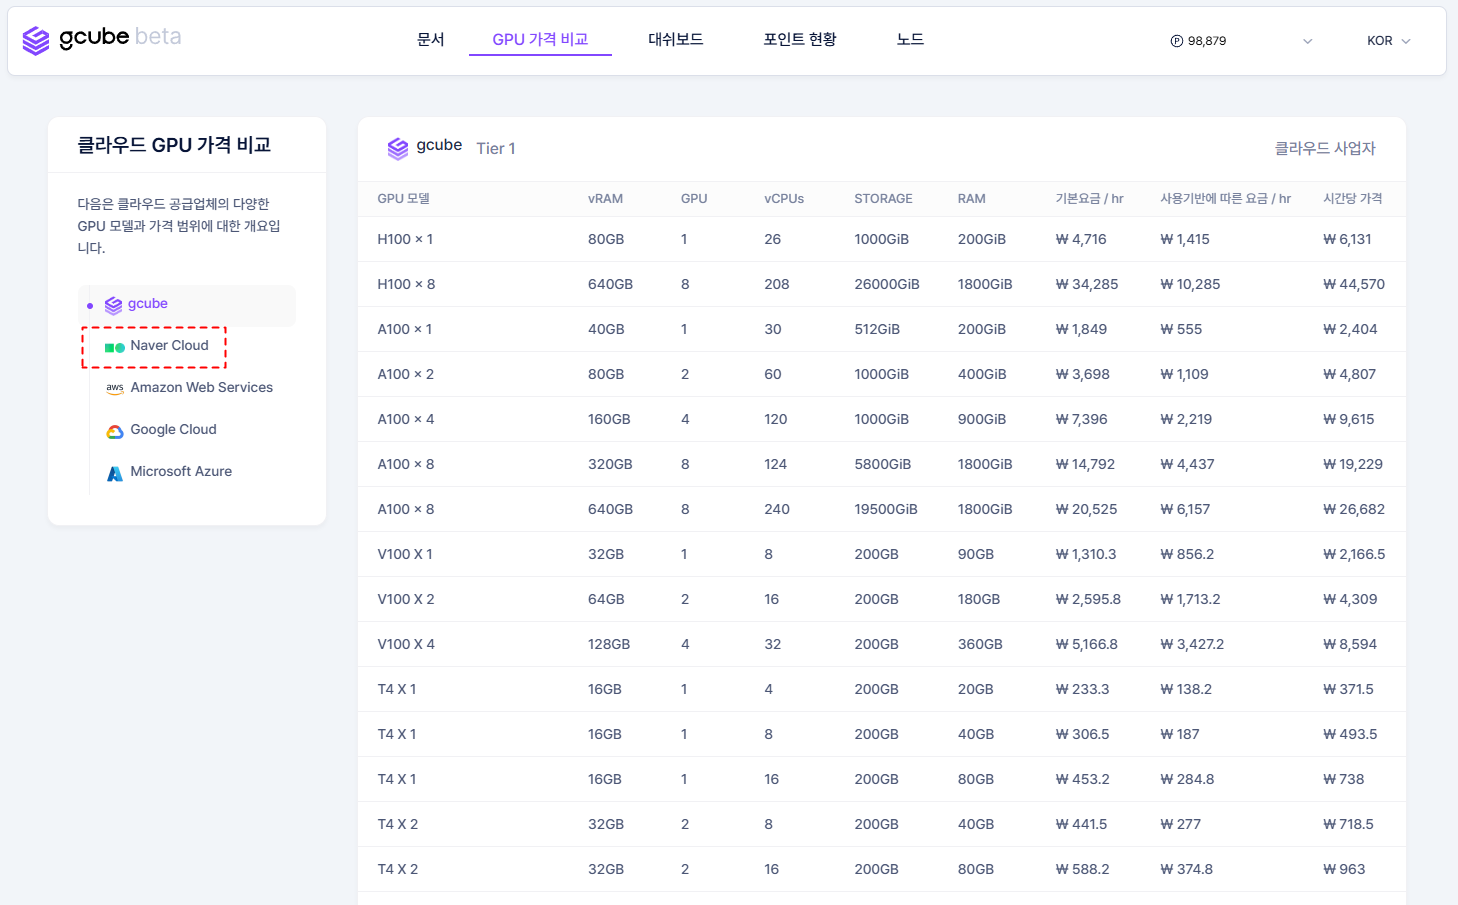 gcube beta
문서
GPU 가격 비교
대쉬보드
포인트 현황
노드
P 98,879
KOR
클라우드 GPU 가격 비교
다음은 클라우드 공급업체의 다양한
GPU 모델과 가격 범위에 대한 개요입
니다.
gcube
Naver Cloud
aws Amazon Web Services
Google Cloud
Microsoft Azure
gcube Tier 1 클라우드 사업자
GPU 모델 vRAM GPU vCPUs STORAGE RAM 기본요금 / hr 사용기반에 따른 요금 / hr 시간당 가격
H100 × 1 80GB 1 26 1000GiB 200GiB ₩ 4,716 ₩ 1,415 ₩ 6,131
H100 × 8 640GB 8 208 26000GiB 1800GiB ₩ 34,285 ₩ 10,285 ₩ 44,570
A100 × 1 40GB 1 30 512GiB 200GiB ₩ 1,849 ₩ 555 ₩ 2,404
A100 × 2 80GB 2 60 1000GiB 400GiB ₩ 3,698 ₩ 1,109 ₩ 4,807
A100 × 4 160GB 4 120 1000GiB 900GiB ₩ 7,396 ₩ 2,219 ₩ 9,615
A100 × 8 320GB 8 124 5800GiB 1800GiB ₩ 14,792 ₩ 4,437 ₩ 19,229
A100 × 8 640GB 8 240 19500GiB 1800GiB ₩ 20,525 ₩ 6,157 ₩ 26,682
V100 X 1 32GB 1 8 200GB 90GB ₩ 1,310.3 ₩ 856.2 ₩ 2,166.5
V100 X 2 64GB 2 16 200GB 180GB ₩ 2,595.8 ₩ 1,713.2 ₩ 4,309
V100 X 4 128GB 4 32 200GB 360GB ₩ 5,166.8 ₩ 3,427.2 ₩ 8,594
T4 X 1 16GB 1 4 200GB 20GB ₩ 233.3 ₩ 138.2 ₩ 371.5
T4 X 1 16GB 1 8 200GB 40GB ₩ 306.5 ₩ 187 ₩ 493.5
T4 X 1 16GB 1 16 200GB 80GB ₩ 453.2 ₩ 284.8 ₩ 738
T4 X 2 32GB 2 8 200GB 40GB ₩ 441.5 ₩ 277 ₩ 718.5
T4 X 2 32GB 2 16 200GB 80GB ₩ 588.2 ₩ 374.8 ₩ 963